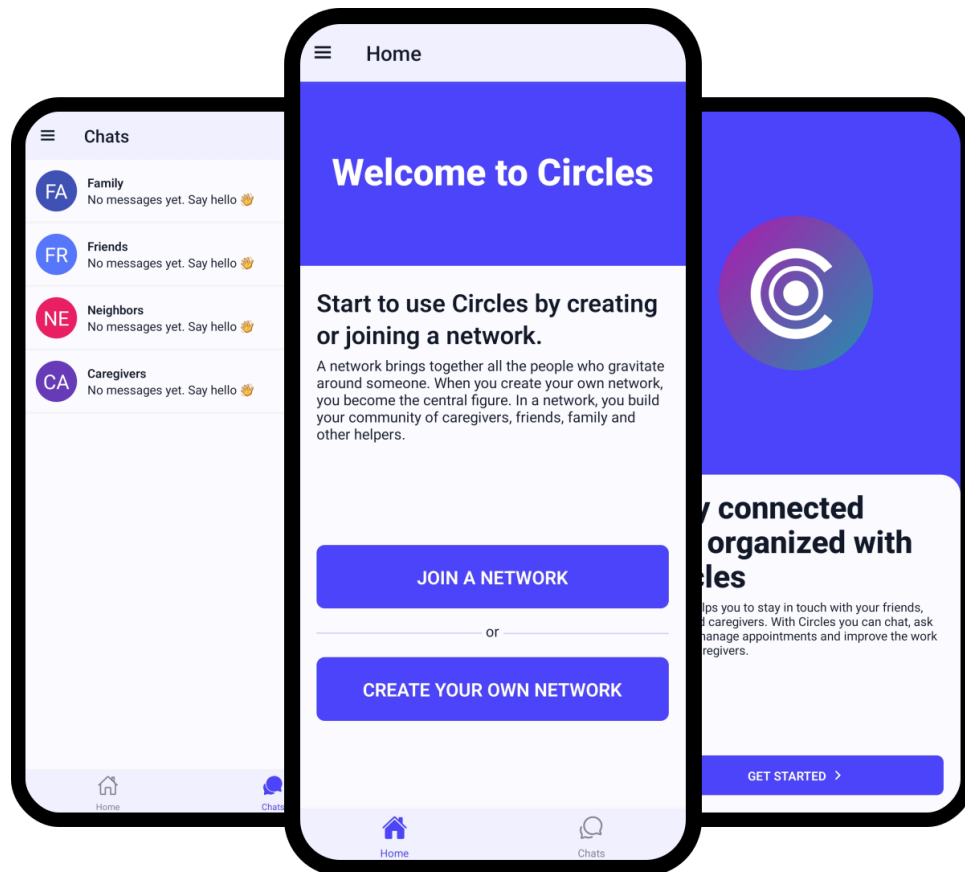 Chats
FA
Family
No messages yet. Say hello 👋
FR
Friends
No messages yet. Say hello 👋
NE
Neighbors
No messages yet. Say hello 👋
CA
Caregivers
No messages yet. Say hello 👋
Home
Chats
Home
Welcome to Circles
Start to use Circles by creating
or joining a network.
A network brings together all the people who gravitate
around someone. When you create your own network,
you become the central figure. In a network, you build
your community of caregivers, friends, family and
other helpers.
JOIN A NETWORK
or
CREATE YOUR OWN NETWORK
Home
Chats
connected
organized with
you to stay in touch with your friends,
caregivers. With Circles you can chat, ask
manage appointments and improve the work
GET STARTED